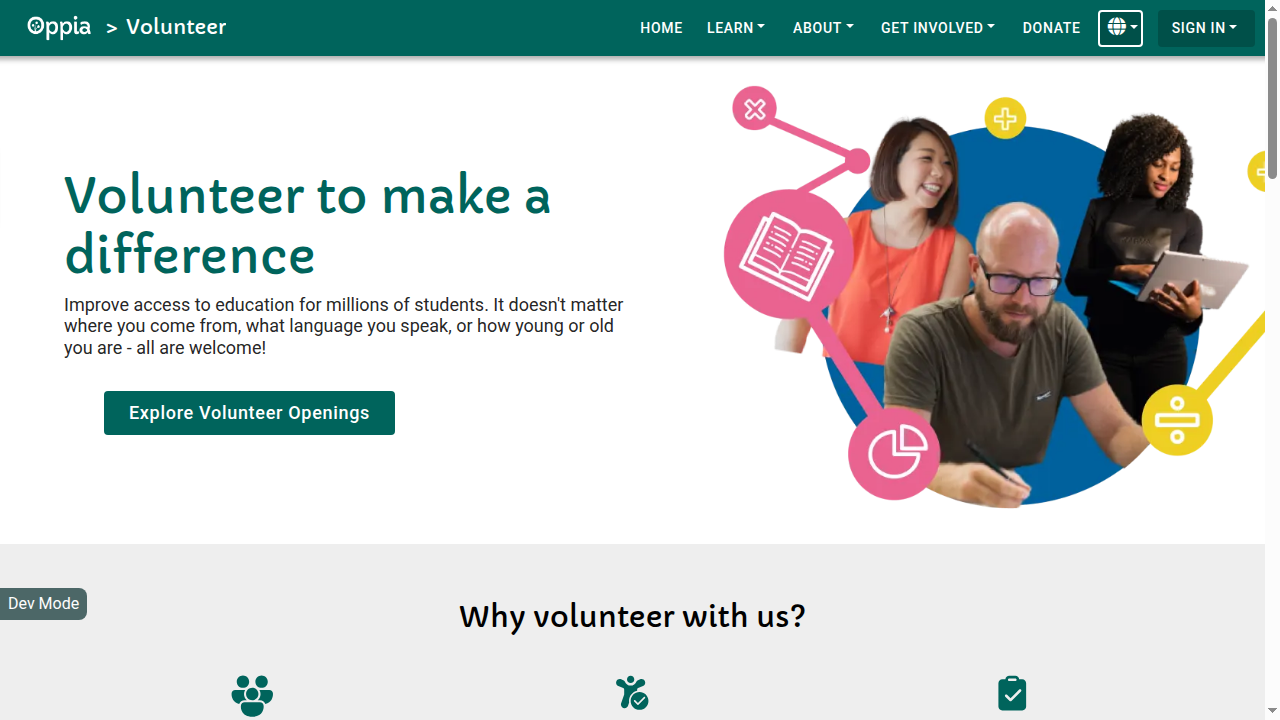 Oppia > Volunteer
HOME LEARN ABOUT GET INVOLVED DONATE SIGN IN
Volunteer to make a
difference
Improve access to education for millions of students. It doesn't matter
where you come from, what language you speak, or how young or old
you are - all are welcome!
Explore Volunteer Openings
Dev Mode
Why volunteer with us?